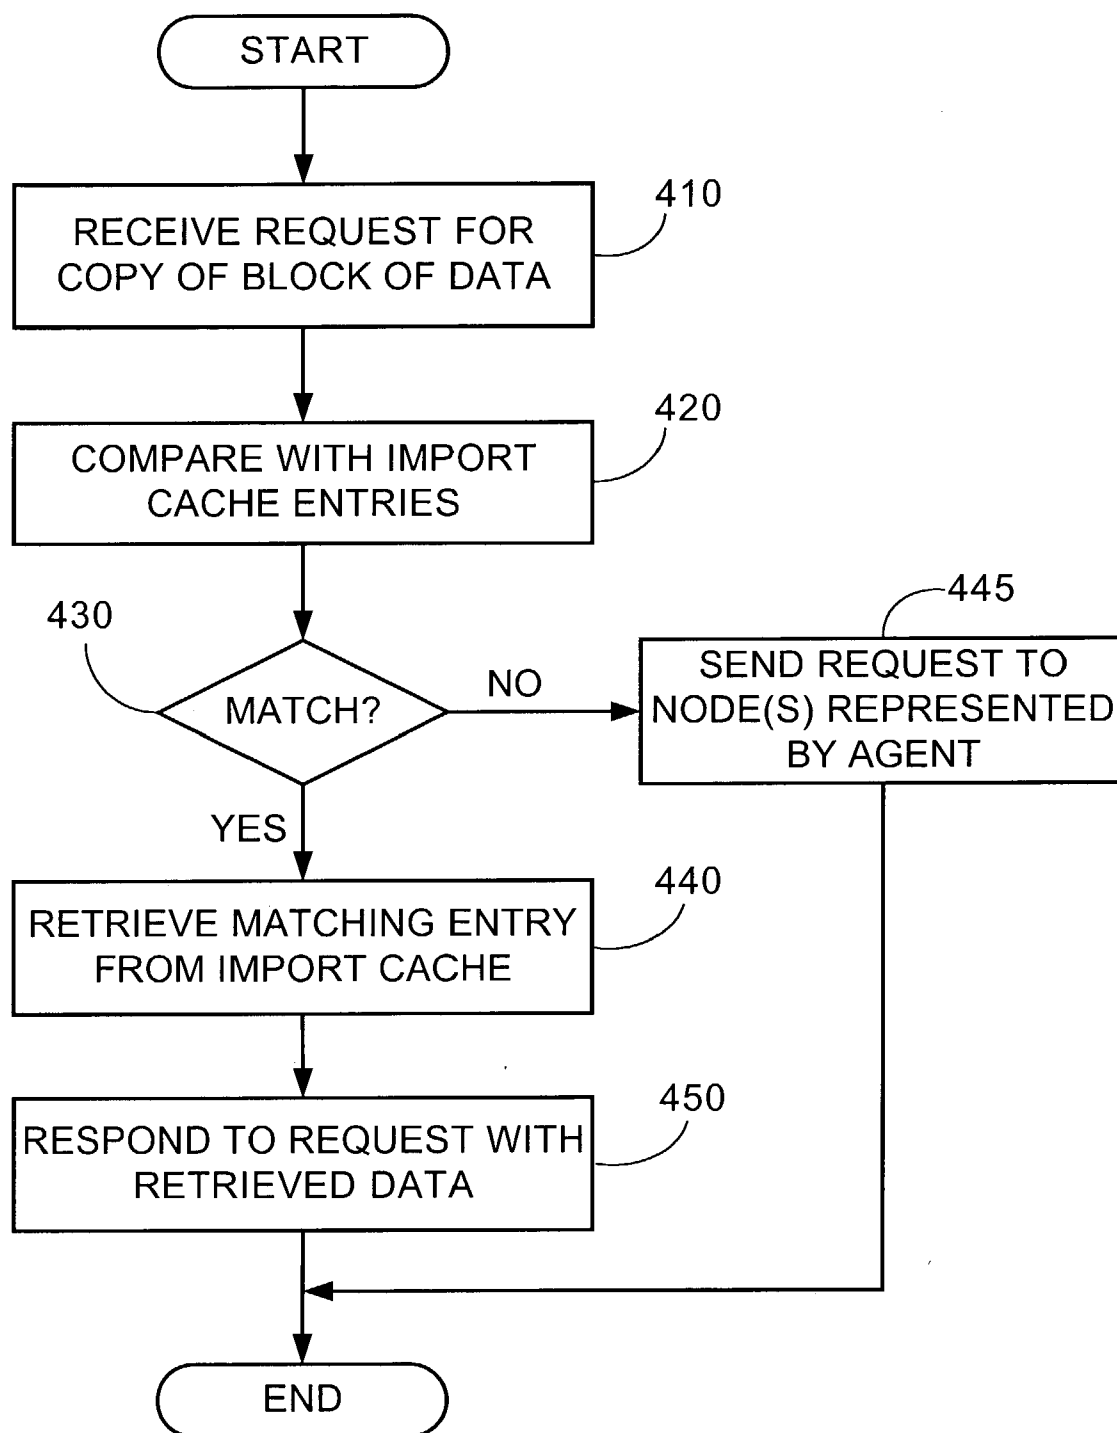 START
410
RECEIVE REQUEST FOR
COPY OF BLOCK OF DATA
420
COMPARE WITH IMPORT
CACHE ENTRIES
430
MATCH?
NO
445
SEND REQUEST TO
NODE(S) REPRESENTED
BY AGENT
YES
440
RETRIEVE MATCHING ENTRY
FROM IMPORT CACHE
450
RESPOND TO REQUEST WITH
RETRIEVED DATA
END